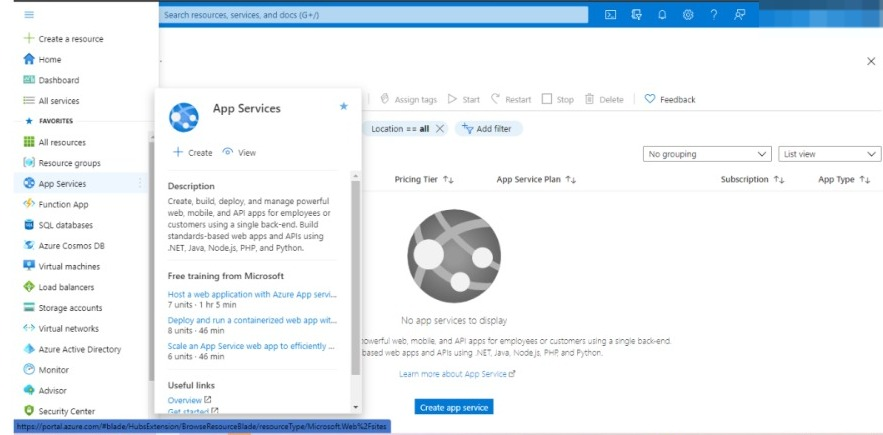 Search resources, services, and docs (G+/)
Create a resource
Home
Dashboard
All services
FAVORITES
All resources
Resource groups
App Services
Function App
SQL databases
Azure Cosmos DB
Virtual machines
Load balancers
Storage accounts
Virtual networks
Azure Active Directory
Monitor
Advisor
Security Center
https://portal.azure.com/#blade/HubsExtension/BrowseResourceBlade/resourceType/Microsoft.Web%2Fsites
App Services
Create View
Description
Create, build, deploy, and manage powerful
web, mobile, and API apps for employees or
customers using a single back-end. Build
standards-based web apps and APIs using
.NET, Java, Node.js, PHP, and Python.
Free training from Microsoft
Host a web application with Azure App servi...
7 units · 1 hr 5 min
Deploy and run a containerized web app wit...
8 units · 46 min
Scale an App Service web app to efficiently ...
6 units · 46 min
Useful links
Overview
Get started
Assign tags Start Restart Stop Delete Feedback
Location == all Add filter
No grouping List view
Pricing Tier App Service Plan Subscription App Type
No app services to display
powerful web, mobile, and API apps for employees or customers using a single back-end.
based web apps and APIs using .NET, Java, Node.js, PHP, and Python.
Learn more about App Service
Create app service